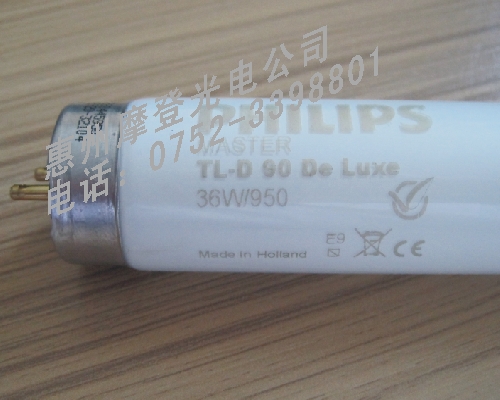 惠州摩登光电公司
电话：0752-3398801
PHILIPS
MASTER
TL-D 90 De Luxe
36W/950
Made in Holland
E9
CE